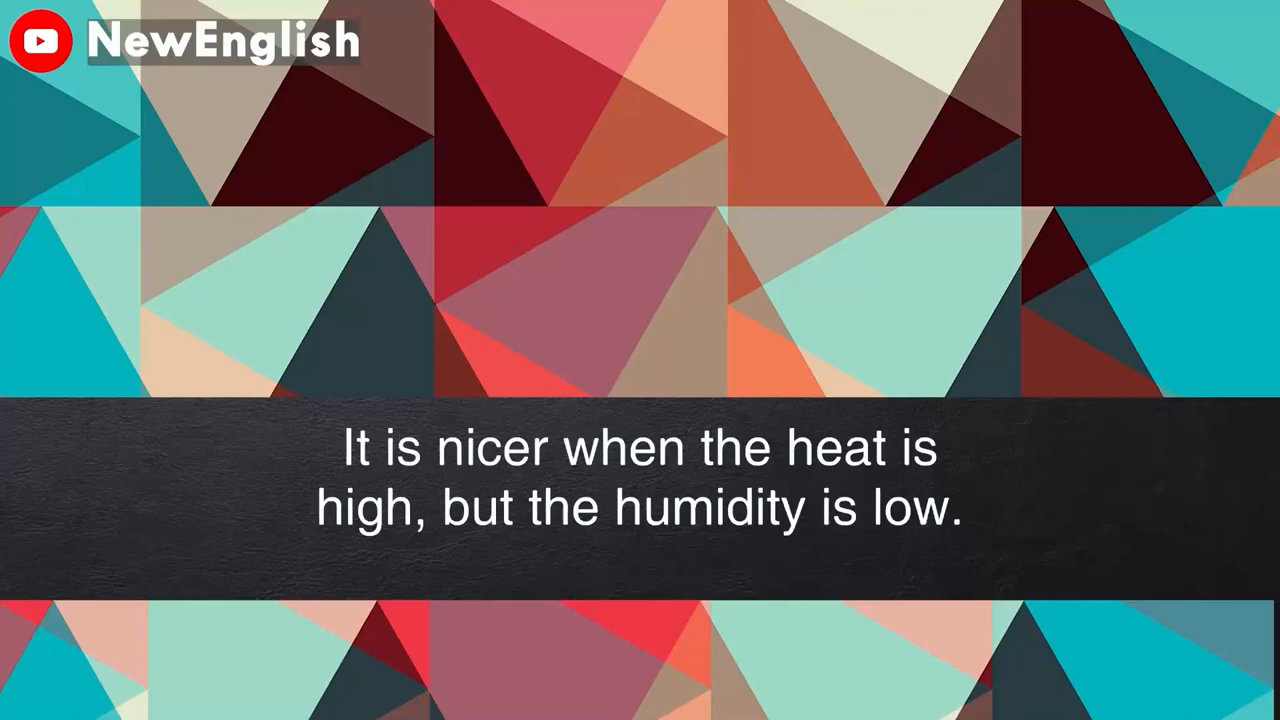 NewEnglish
It is nicer when the heat is
high, but the humidity is low.